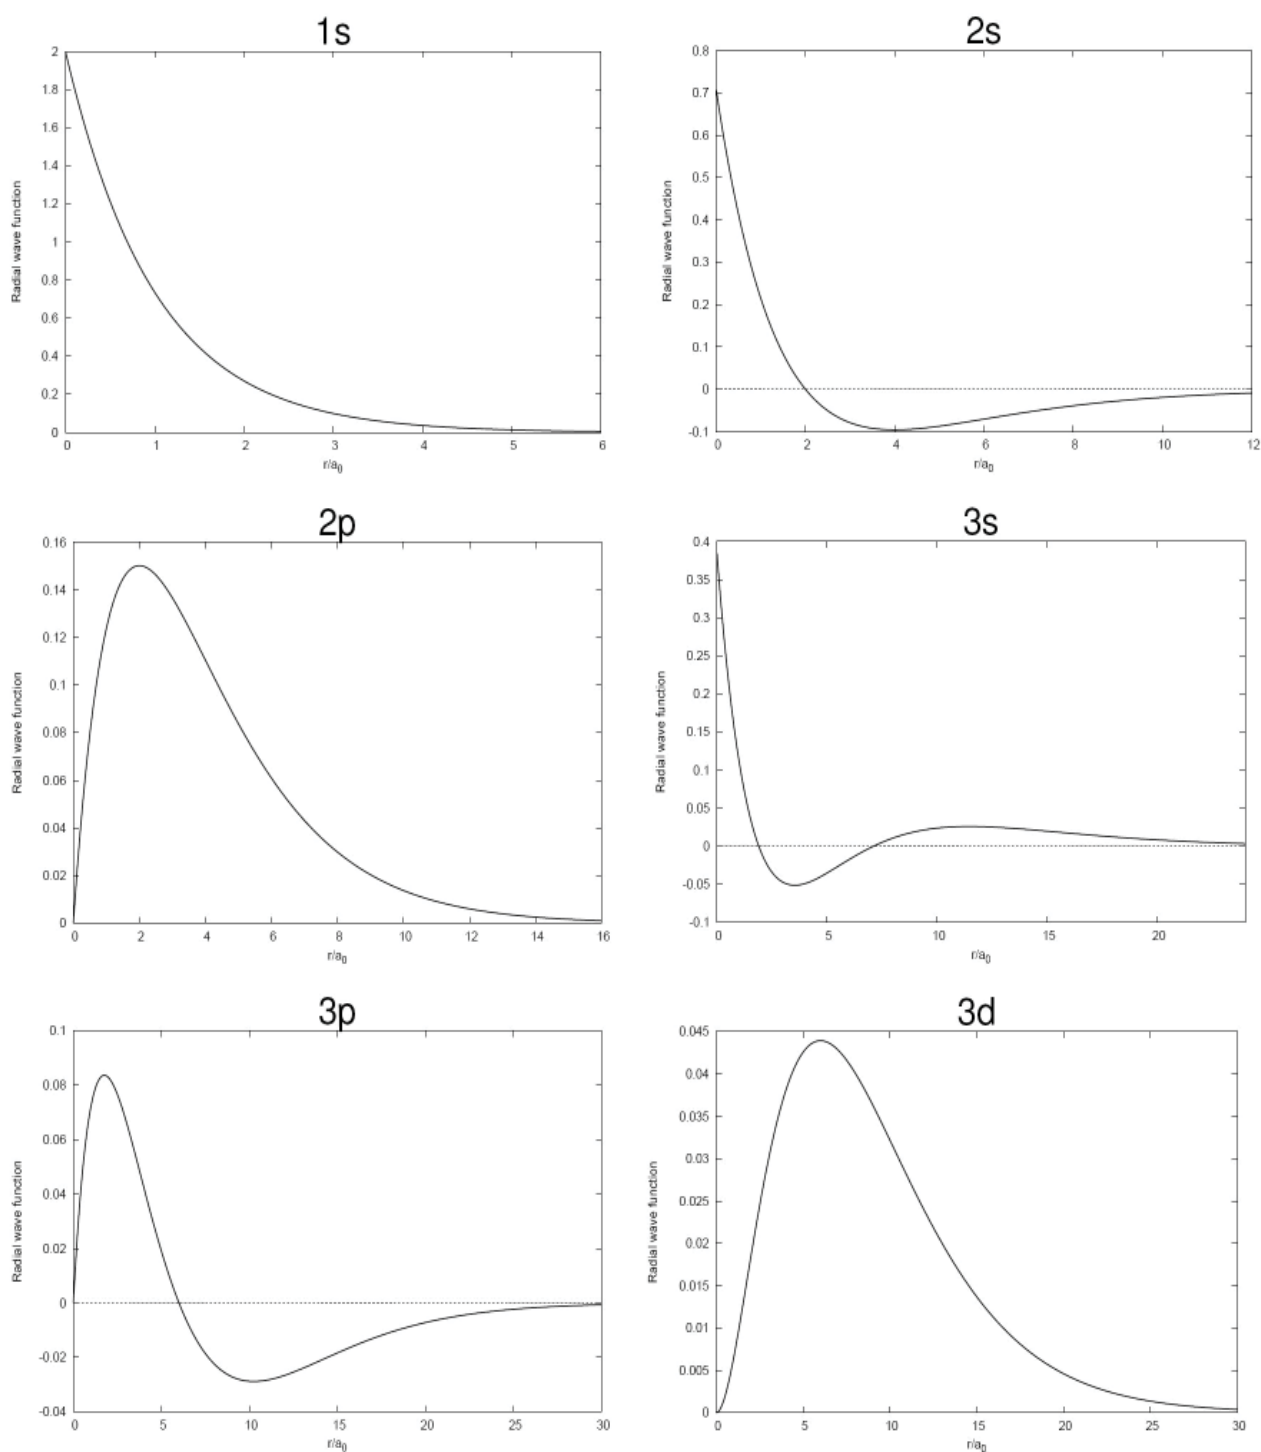 1s
2
1.8
1.6
1.4
1.2
1
0.8
0.6
0.4
0.2
0
Radial wave function
0 1 2 3 4 5 6
r/a0
2s
0.8
0.7
0.6
0.5
0.4
0.3
0.2
0.1
0
-0.1
Radial wave function
0 2 4 6 8 10 12
r/a0
2p
0.16
0.14
0.12
0.1
0.08
0.06
0.04
0.02
0
Radial wave function
0 2 4 6 8 10 12 14 16
r/a0
3s
0.4
0.35
0.3
0.25
0.2
0.15
0.1
0.05
0
-0.05
-0.1
Radial wave function
0 5 10 15 20
r/a0
3p
0.1
0.08
0.06
0.04
0.02
0
-0.02
-0.04
Radial wave function
0 5 10 15 20 25 30
r/a0
3d
0.045
0.04
0.035
0.03
0.025
0.02
0.015
0.01
0.005
0
Radial wave function
0 5 10 15 20 25 30
r/a0